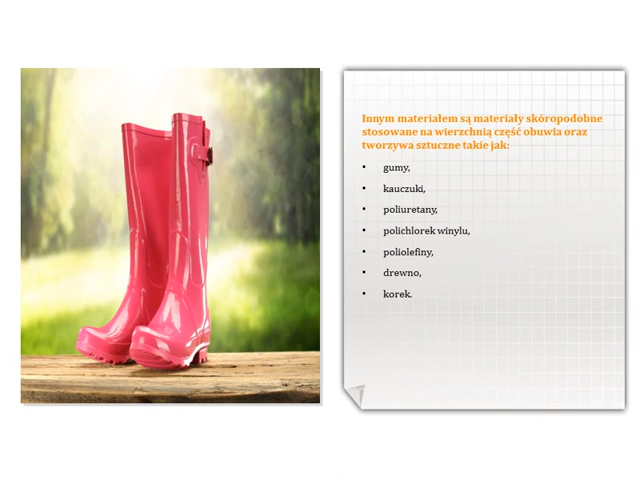 Innym materiałem są materiały skóropodobne
stosowane na wierzchnią część obuwia oraz
tworzywa sztuczne takie jak:
• gumy,
• kauczuki,
• poliuretany,
• polichlorek winylu,
• poliolefiny,
• drewno,
• korek.